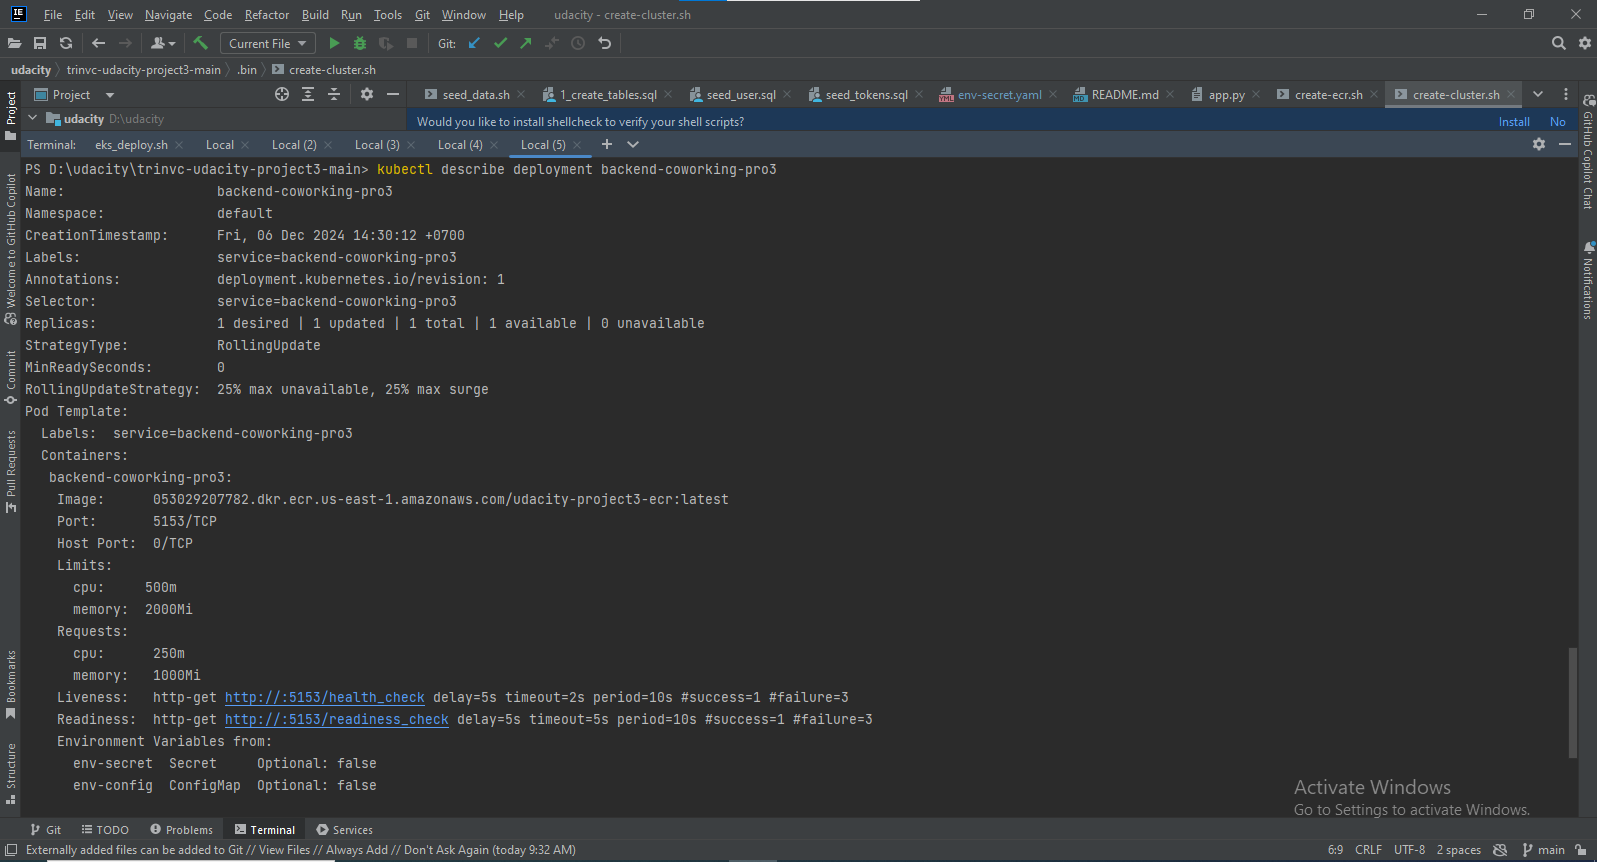 File Edit View Navigate Code Refactor Build Run Tools Git Window Help udacity - create-cluster.sh
Current File Git:
udacity trinvc-udacity-project3-main .bin create-cluster.sh
Project seed_data.sh 1_create_tables.sql seed_user.sql seed_tokens.sql env-secret.yaml README.md app.py create-ecr.sh create-cluster.sh
udacity D:\udacity Would you like to install shellcheck to verify your shell scripts? Install No
Terminal: eks_deploy.sh Local Local (2) Local (3) Local (4) Local (5)
PS D:\udacity\trinvc-udacity-project3-main> kubectl describe deployment backend-coworking-pro3
Name: backend-coworking-pro3
Namespace: default
CreationTimestamp: Fri, 06 Dec 2024 14:30:12 +0700
Labels: service=backend-coworking-pro3
Annotations: deployment.kubernetes.io/revision: 1
Selector: service=backend-coworking-pro3
Replicas: 1 desired | 1 updated | 1 total | 1 available | 0 unavailable
StrategyType: RollingUpdate
MinReadySeconds: 0
RollingUpdateStrategy: 25% max unavailable, 25% max surge
Pod Template:
Labels: service=backend-coworking-pro3
Containers:
backend-coworking-pro3:
Image: 053029207782.dkr.ecr.us-east-1.amazonaws.com/udacity-project3-ecr:latest
Port: 5153/TCP
Host Port: 0/TCP
Limits:
cpu: 500m
memory: 2000Mi
Requests:
cpu: 250m
memory: 1000Mi
Liveness: http-get http://:5153/health_check delay=5s timeout=2s period=10s #success=1 #failure=3
Readiness: http-get http://:5153/readiness_check delay=5s timeout=5s period=10s #success=1 #failure=3
Environment Variables from:
env-secret Secret Optional: false
env-config ConfigMap Optional: false
Project
Welcome to GitHub Copilot
Commit
Pull Requests
Bookmarks
Structure
GitHub Copilot Chat
Notifications
Activate Windows
Go to Settings to activate Windows.
Git TODO Problems Terminal Services
Externally added files can be added to Git // View Files // Always Add // Don't Ask Again (today 9:32 AM) 6:9 CRLF UTF-8 2 spaces main